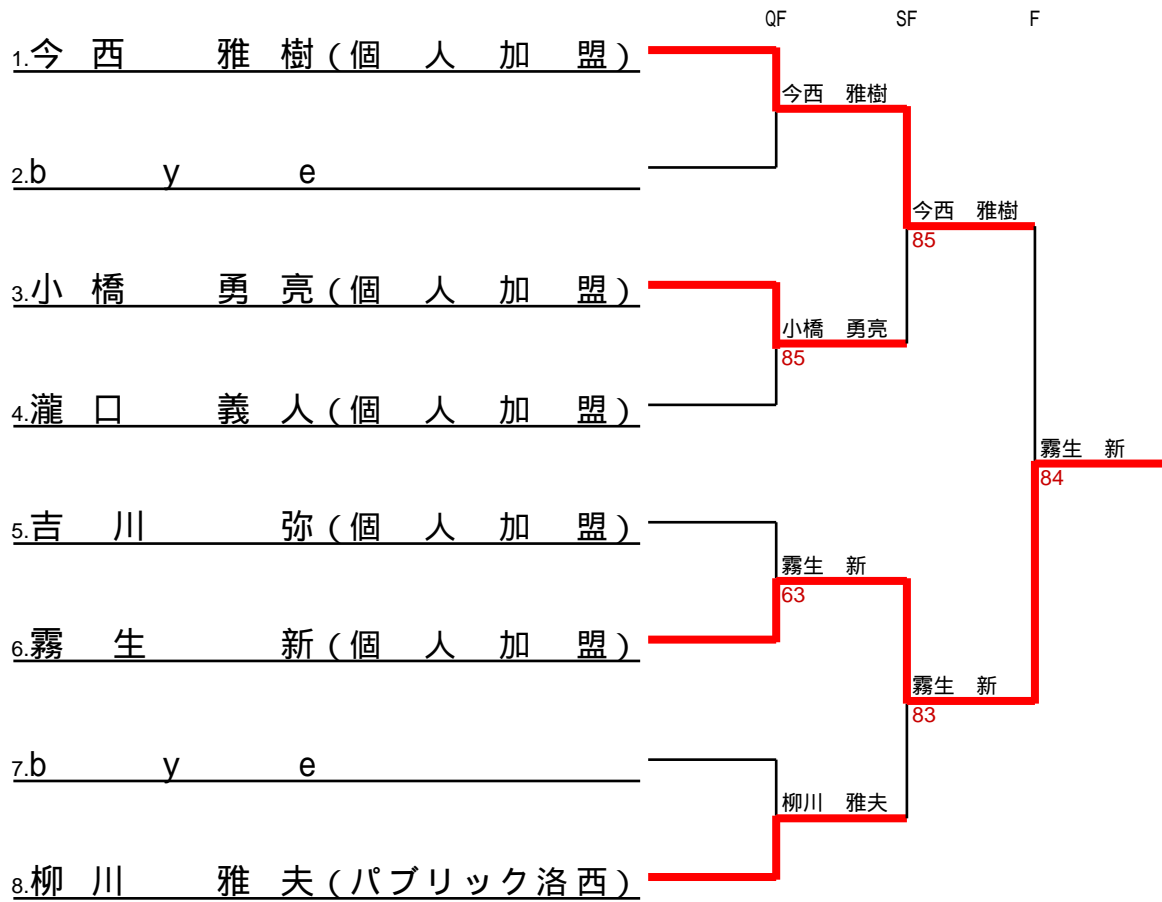 QF SF F
1.今西 雅樹(個人加盟)
今西 雅樹
2.bye
今西 雅樹
85
3.小橋 勇亮(個人加盟)
小橋 勇亮
85
4.瀧口 義人(個人加盟)
霧生 新
84
5.吉川 弥(個人加盟)
霧生 新
63
6.霧生 新(個人加盟)
霧生 新
83
7.bye
柳川 雅夫
8.柳川 雅夫(パブリック洛西)